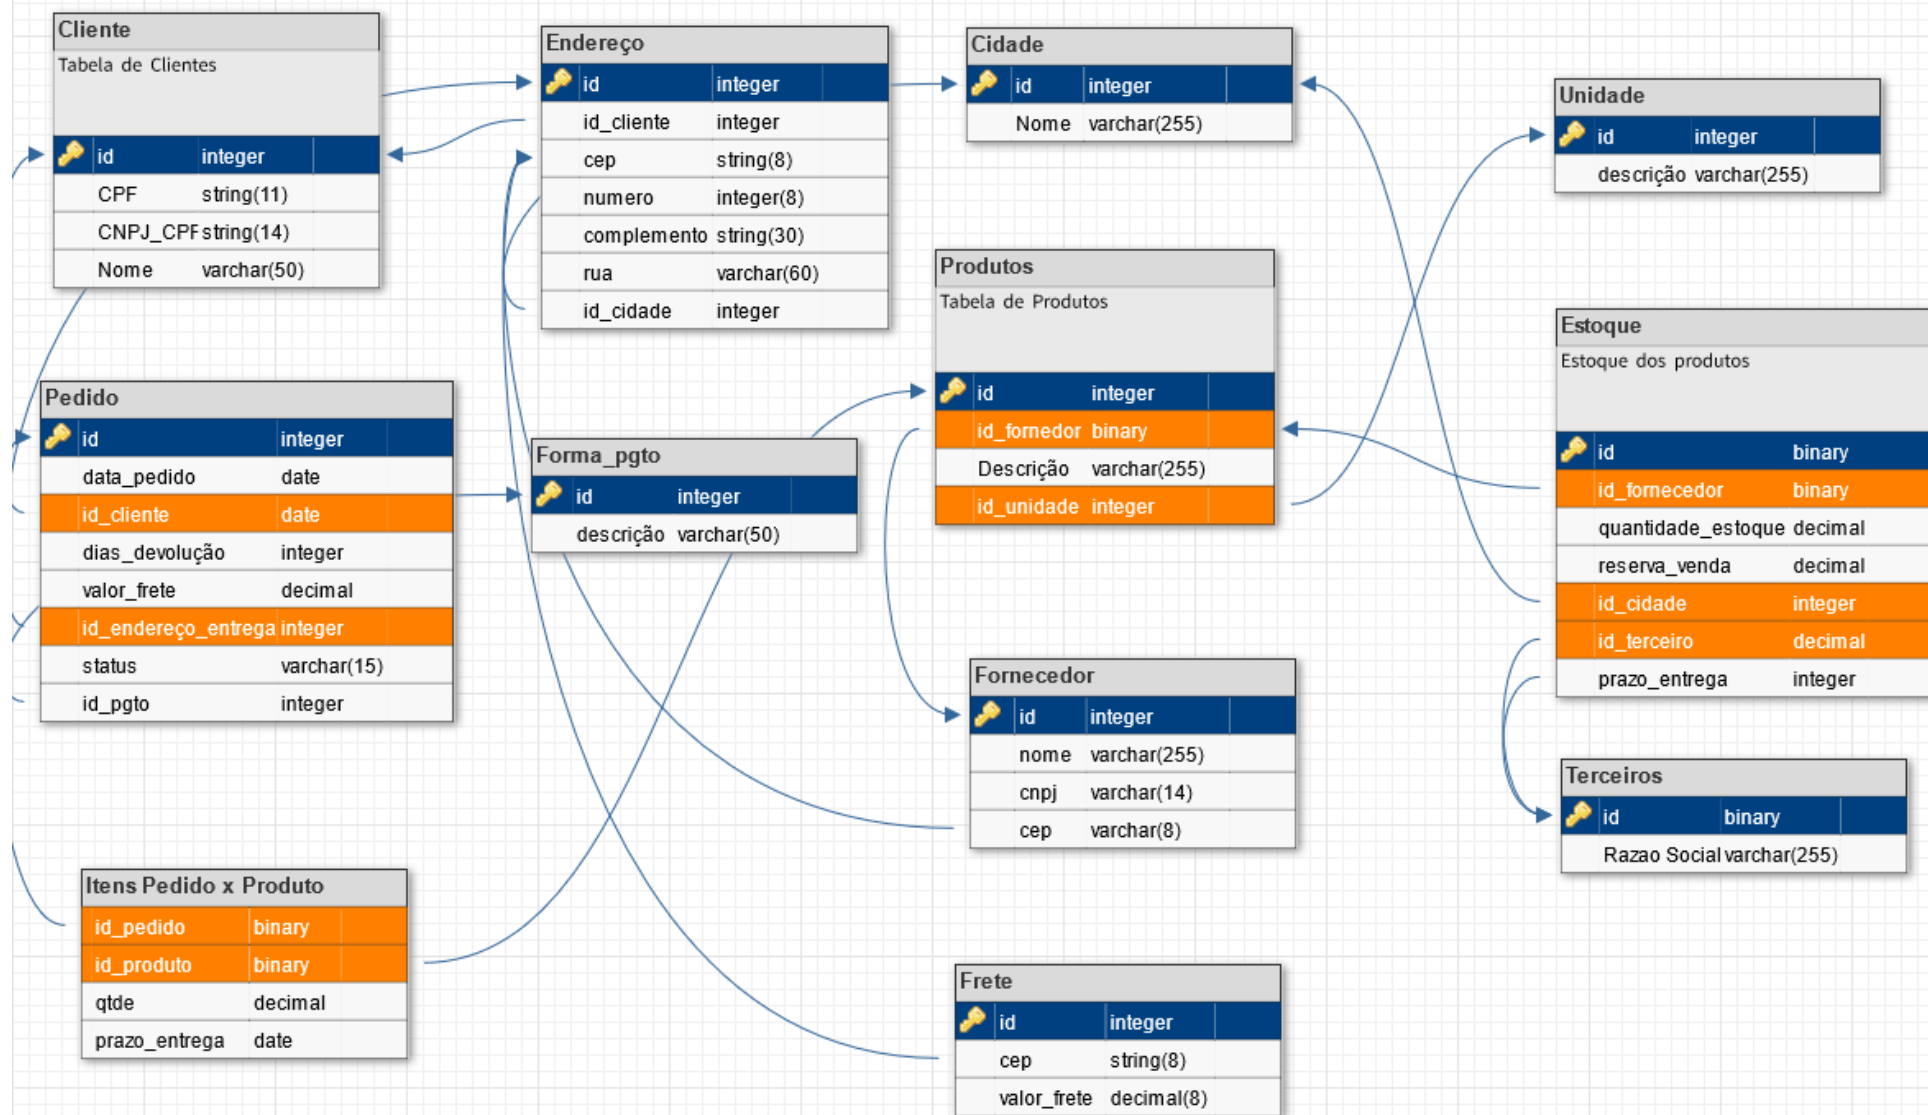 Cliente
Tabela de Clientes
id integer
CPF string(11)
CNPJ_CPF string(14)
Nome varchar(50)
Endereço
id integer
id_cliente integer
cep string(8)
numero integer(8)
complemento string(30)
rua varchar(60)
id_cidade integer
Cidade
id integer
Nome varchar(255)
Unidade
id integer
descrição varchar(255)
Produtos
Tabela de Produtos
id integer
id_fornedor binary
Descrição varchar(255)
id_unidade integer
Estoque
Estoque dos produtos
id binary
id_fornecedor binary
quantidade_estoque decimal
reserva_venda decimal
id_cidade integer
id_terceiro decimal
prazo_entrega integer
Pedido
id integer
data_pedido date
id_cliente date
dias_devolução integer
valor_frete decimal
id_endereço_entrega integer
status varchar(15)
id_pgto integer
Forma_pgto
id integer
descrição varchar(50)
Fornecedor
id integer
nome varchar(255)
cnpj varchar(14)
cep varchar(8)
Terceiros
id binary
Razao Social varchar(255)
Itens Pedido x Produto
id_pedido binary
id_produto binary
qtde decimal
prazo_entrega date
Frete
id integer
cep string(8)
valor_frete decimal(8)